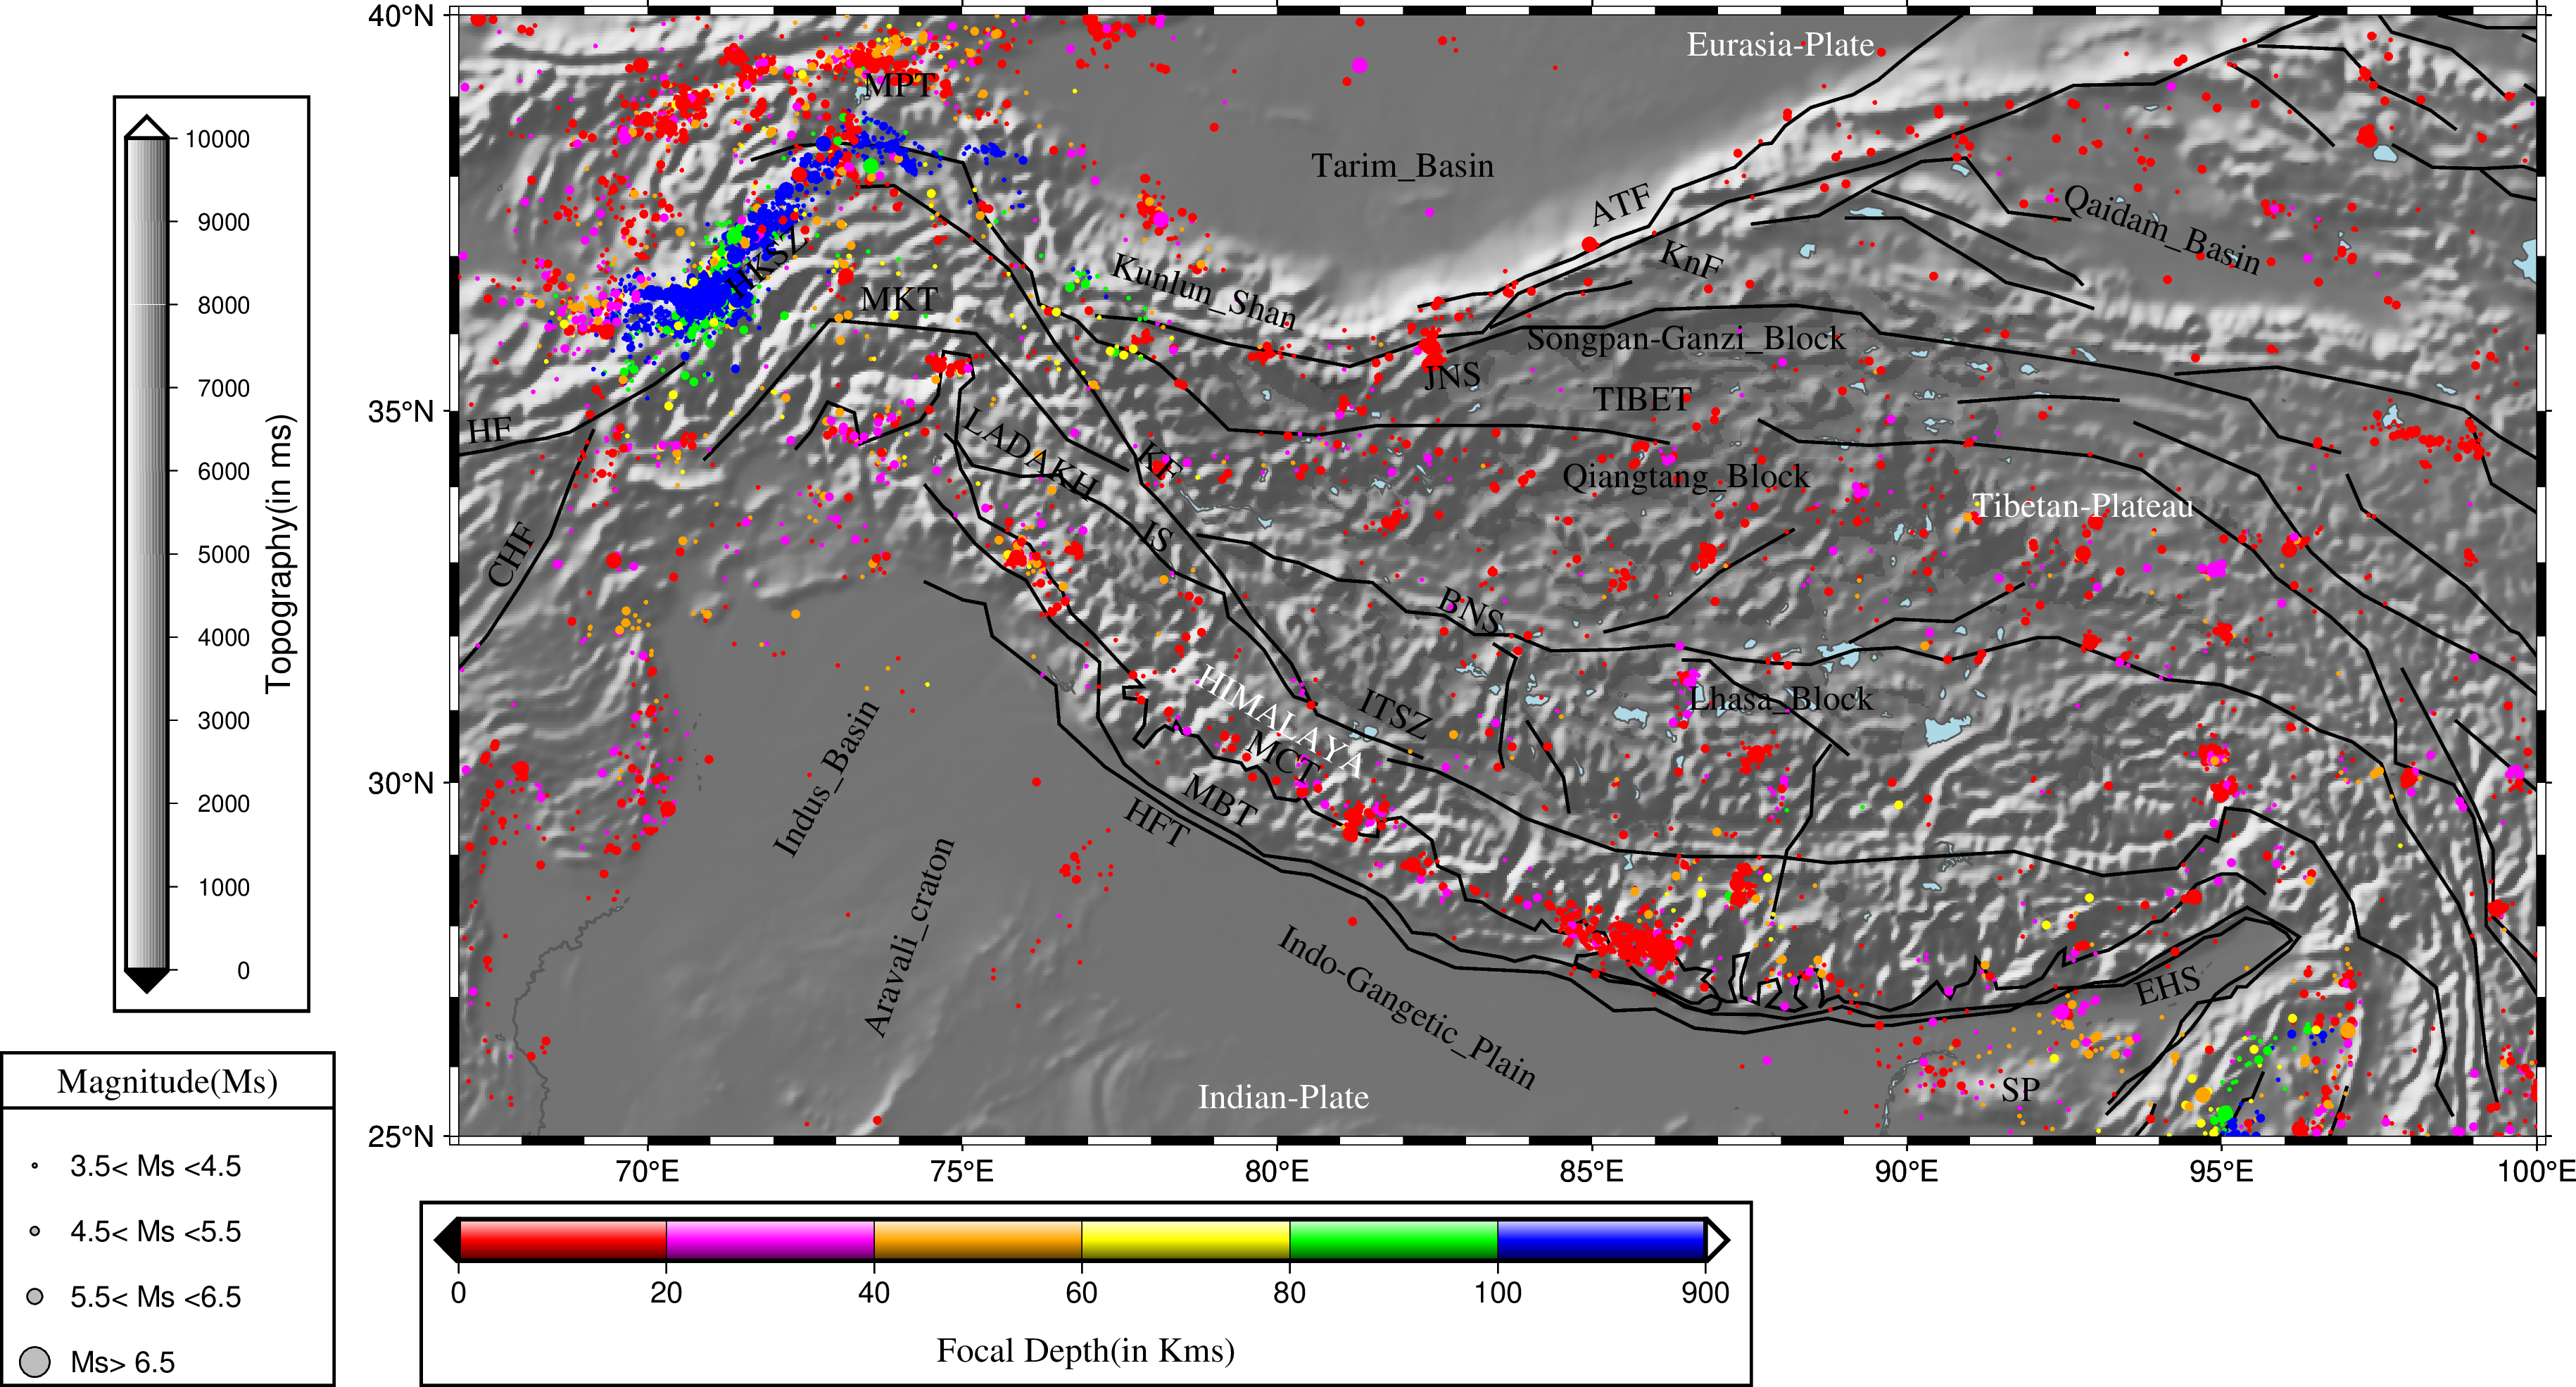 40°N
35°N
30°N
25°N
70°E
75°E
80°E
85°E
90°E
95°E
100°E
Eurasia-Plate
MPT
Tarim_Basin
ATF
Qaidam_Basin
HKSZ
KnF
Kunlun_Shan
MKT
Songpan-Ganzi_Block
JNS
TIBET
HF
LADAKH
KF
Qiangtang_Block
Tibetan-Plateau
CHF
IS
BNS
HIMALAYA
ITSZ
Lhasa_Block
MCT
MBT
HFT
Indus_Basin
Aravali_craton
Indo-Gangetic_Plain
EHS
SP
Indian-Plate
10000
9000
8000
7000
6000
5000
4000
3000
2000
1000
0
Topography(in ms)
Magnitude(Ms)
3.5< Ms <4.5
4.5< Ms <5.5
5.5< Ms <6.5
Ms> 6.5
0
20
40
60
80
100
900
Focal Depth(in Kms)